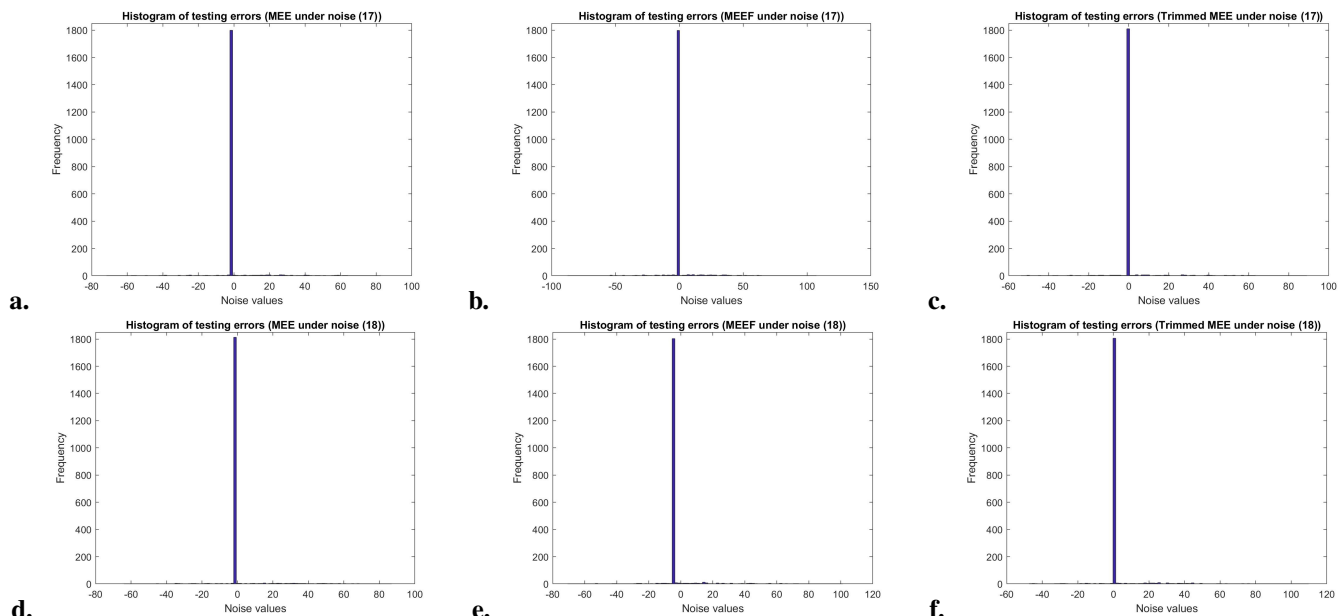 Histogram of testing errors (MEE under noise (17))
1800
1600
1400
1200
1000
800
600
400
200
0
Frequency
-80 -60 -40 -20 0 20 40 60 80 100
Noise values
a.
Histogram of testing errors (MEEF under noise (17))
1800
1600
1400
1200
1000
800
600
400
200
0
Frequency
-100 -50 0 50 100 150
Noise values
b.
Histogram of testing errors (Trimmed MEE under noise (17))
1800
1600
1400
1200
1000
800
600
400
200
0
Frequency
-60 -40 -20 0 20 40 60 80 100
Noise values
c.
Histogram of testing errors (MEE under noise (18))
1800
1600
1400
1200
1000
800
600
400
200
0
Frequency
-80 -60 -40 -20 0 20 40 60 80 100
Noise values
d.
Histogram of testing errors (MEEF under noise (18))
1800
1600
1400
1200
1000
800
600
400
200
0
Frequency
-80 -60 -40 -20 0 20 40 60 80 100 120
Noise values
e.
Histogram of testing errors (Trimmed MEE under noise (18))
1800
1600
1400
1200
1000
800
600
400
200
0
Frequency
-60 -40 -20 0 20 40 60 80 100 120
Noise values
f.